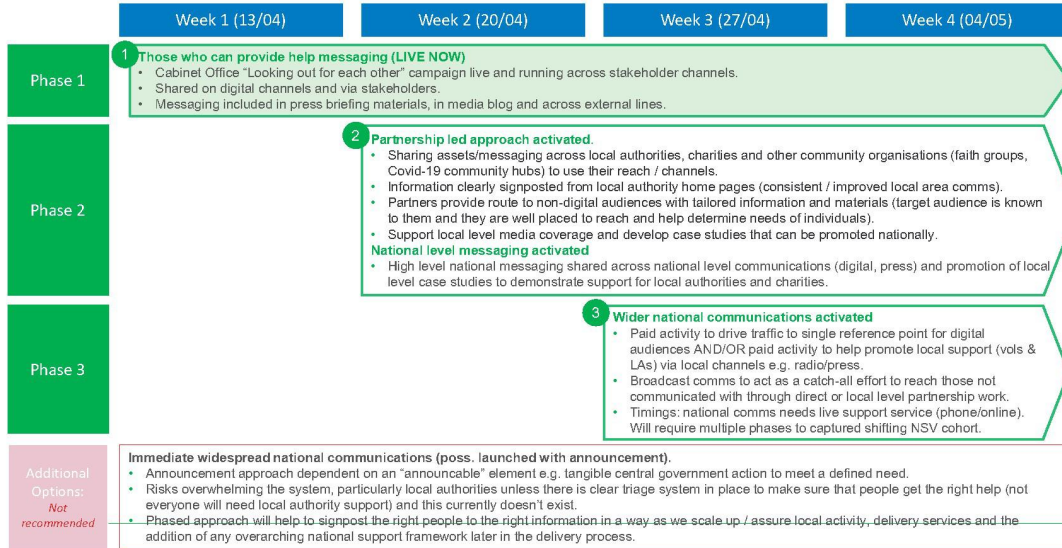 Week 1 (13/04)
Week 2 (20/04)
Week 3 (27/04)
Week 4 (04/05)
Phase 1
1
Those who can provide help messaging (LIVE NOW)
• Cabinet Office "Looking out for each other" campaign live and running across stakeholder channels.
• Shared on digital channels and via stakeholders.
• Messaging included in press briefing materials, in media blog and across external lines.
Phase 2
2
Partnership led approach activated.
• Sharing assets/messaging across local authorities, charities and other community organisations (faith groups,
Covid-19 community hubs) to use their reach / channels.
• Information clearly signposted from local authority home pages (consistent / improved local area comms).
• Partners provide route to non-digital audiences with tailored information and materials (target audience is known
to them and they are well placed to reach and help determine needs of individuals).
• Support local level media coverage and develop case studies that can be promoted nationally.
National level messaging activated
• High level national messaging shared across national level communications (digital, press) and promotion of local
level case studies to demonstrate support for local authorities and charities.
Phase 3
3
Wider national communications activated
• Paid activity to drive traffic to single reference point for digital
audiences AND/OR paid activity to help promote local support (vols &
LAs) via local channels e.g. radio/press.
• Broadcast comms to act as a catch-all effort to reach those not
communicated with through direct or local level partnership work.
• Timings: national comms needs live support service (phone/online).
Will require multiple phases to captured shifting NSV cohort.
Additional
Options:
Not
recommended
Immediate widespread national communications (poss. launched with announcement).
• Announcement approach dependent on an "announcable" element e.g. tangible central government action to meet a defined need.
• Risks overwhelming the system, particularly local authorities unless there is clear triage system in place to make sure that people get the right help (not
everyone will need local authority support) and this currently doesn't exist.
• Phased approach will help to signpost the right people to the right information in a way as we scale up / assure local activity, delivery services and the
addition of any overarching national support framework later in the delivery process.